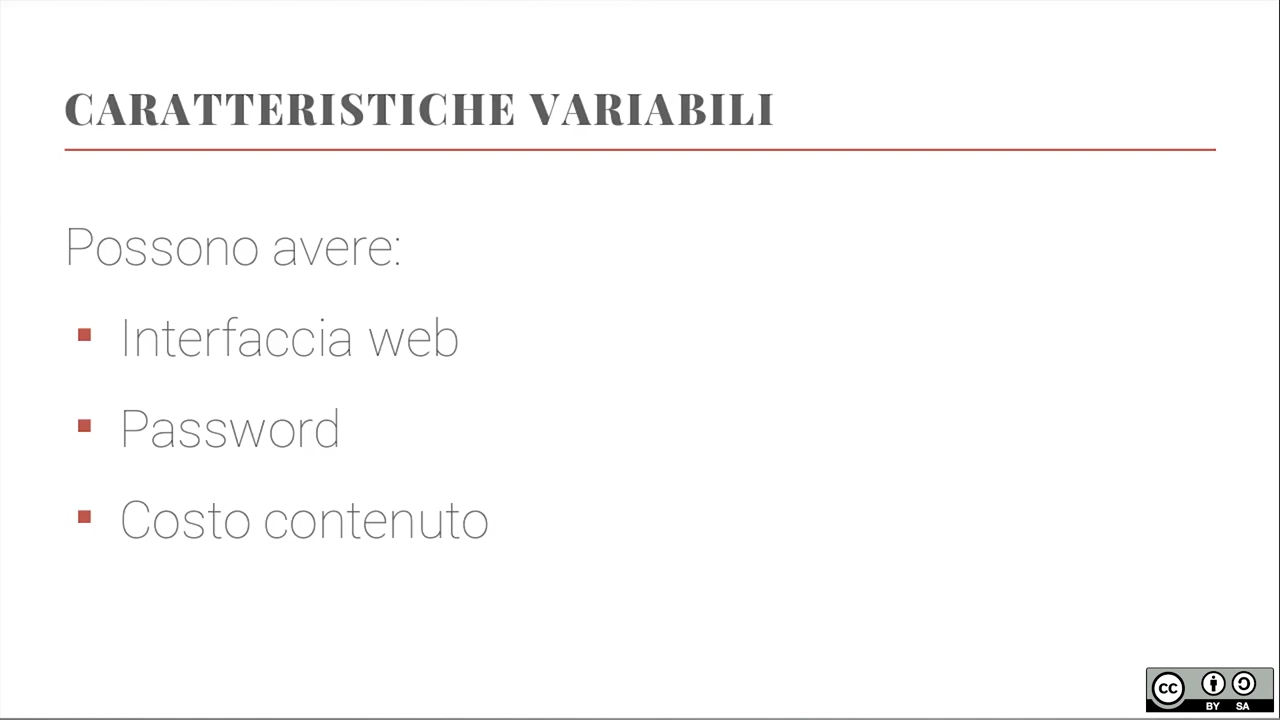 CARATTERISTICHE VARIABILI
Possono avere:
Interfaccia web
Password
Costo contenuto
cc
BY SA